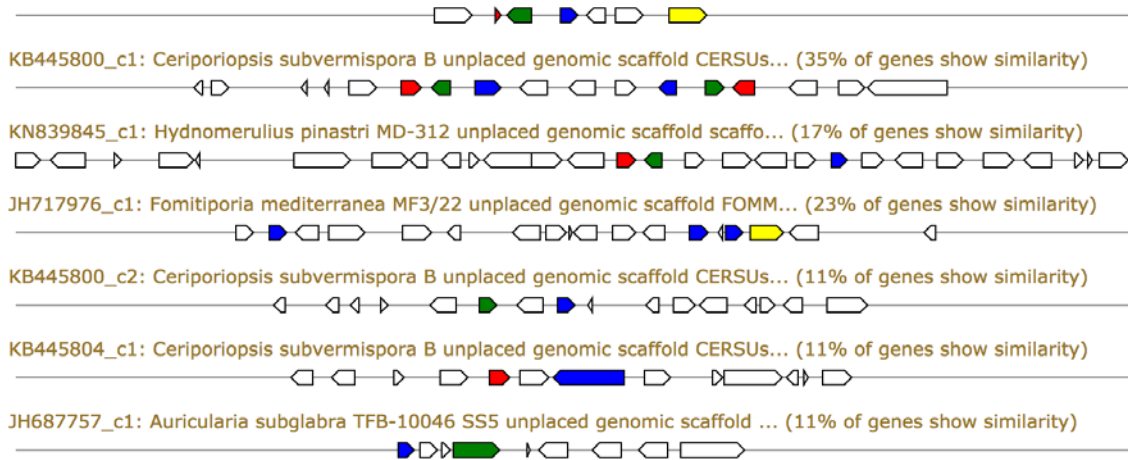 KB445800_c1: Ceriporiopsis subvermispora B unplaced genomic scaffold CERSUs... (35% of genes show similarity)
KN839845_c1: Hydnomerulius pinastri MD-312 unplaced genomic scaffold scaffo... (17% of genes show similarity)
JH717976_c1: Fomitiporia mediterranea MF3/22 unplaced genomic scaffold FOMM... (23% of genes show similarity)
KB445800_c2: Ceriporiopsis subvermispora B unplaced genomic scaffold CERSUs... (11% of genes show similarity)
KB445804_c1: Ceriporiopsis subvermispora B unplaced genomic scaffold CERSUs... (11% of genes show similarity)
JH687757_c1: Auricularia subglabra TFB-10046 SS5 unplaced genomic scaffold ... (11% of genes show similarity)